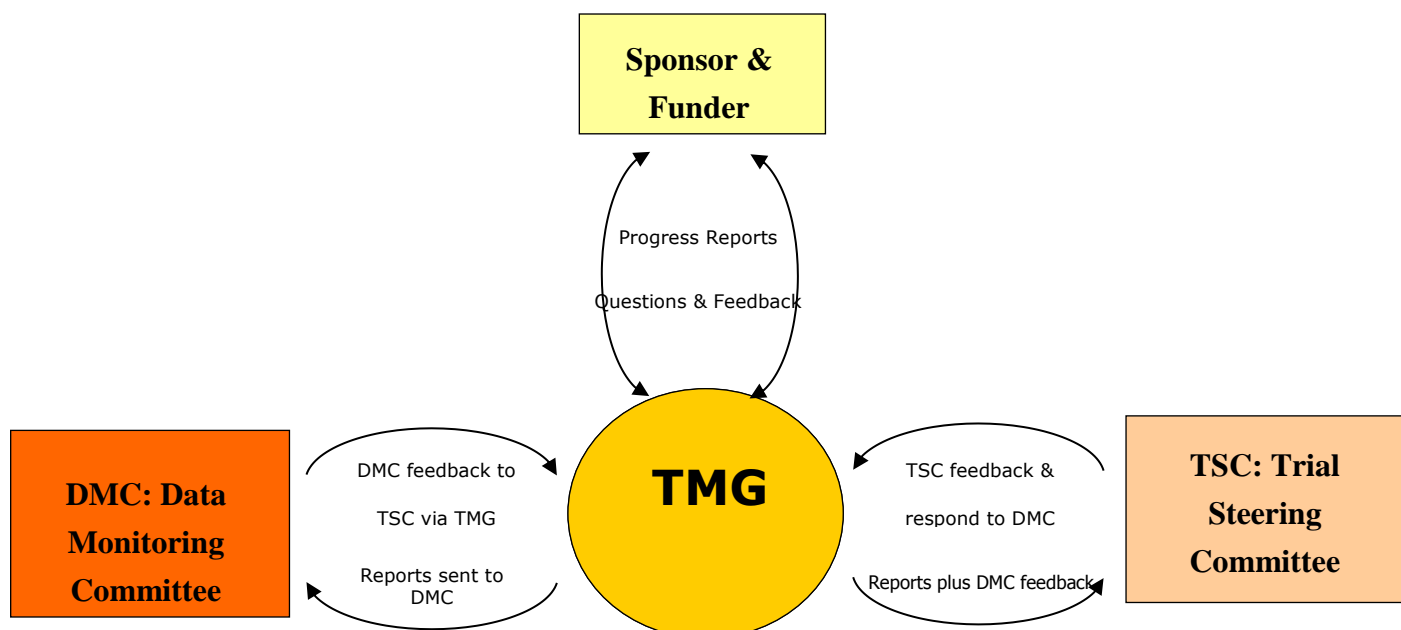 Sponsor &
Funder
Progress Reports
Questions & Feedback
DMC: Data
Monitoring
Committee
DMC feedback to
TSC via TMG
Reports sent to
DMC
TMG
TSC feedback &
respond to DMC
Reports plus DMC feedback
TSC: Trial
Steering
Committee